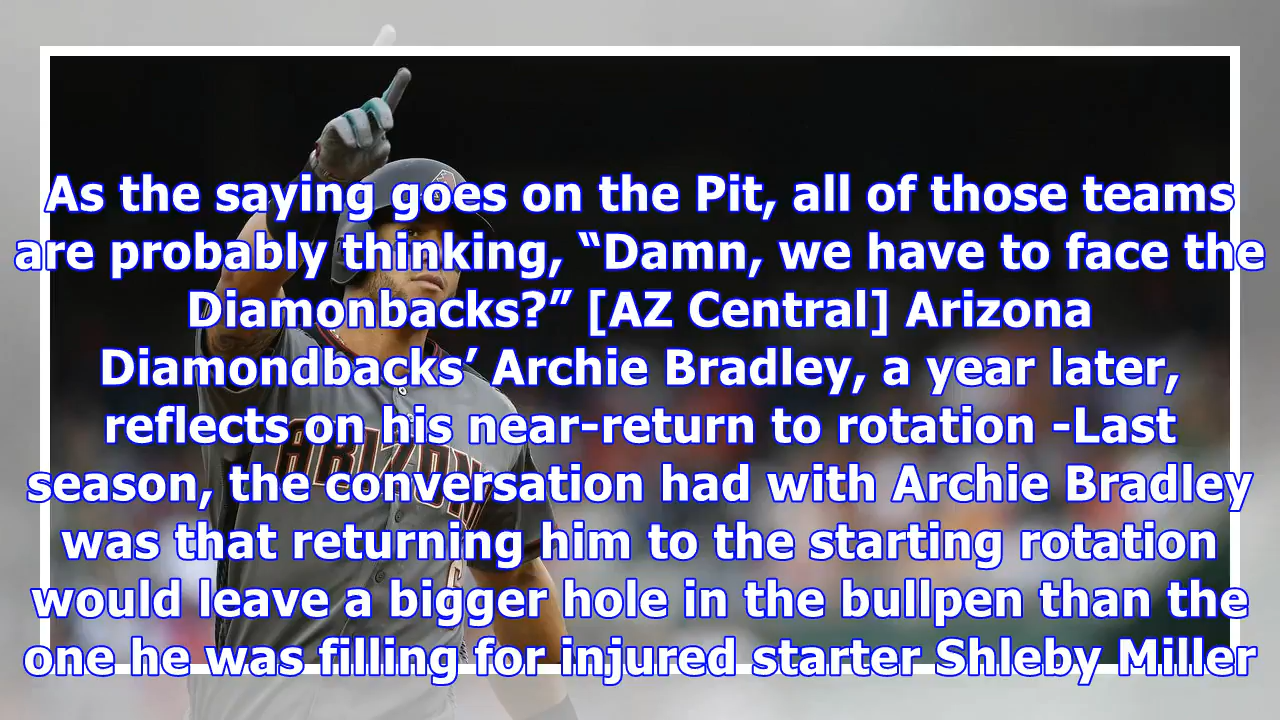 As the saying goes on the Pit, all of those teams
are probably thinking, “Damn, we have to face the
Diamonbacks?” [AZ Central] Arizona
Diamondbacks’ Archie Bradley, a year later,
reflects on his near-return to rotation -Last
season, the conversation had with Archie Bradley
was that returning him to the starting rotation
would leave a bigger hole in the bullpen than the
one he was filling for injured starter Shleby Miller
ARIZON